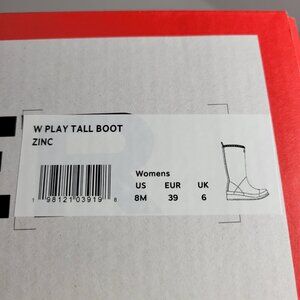 W PLAY TALL BOOT
ZINC
Womens
US EUR UK
8M 39 6
1 98121 03919 8